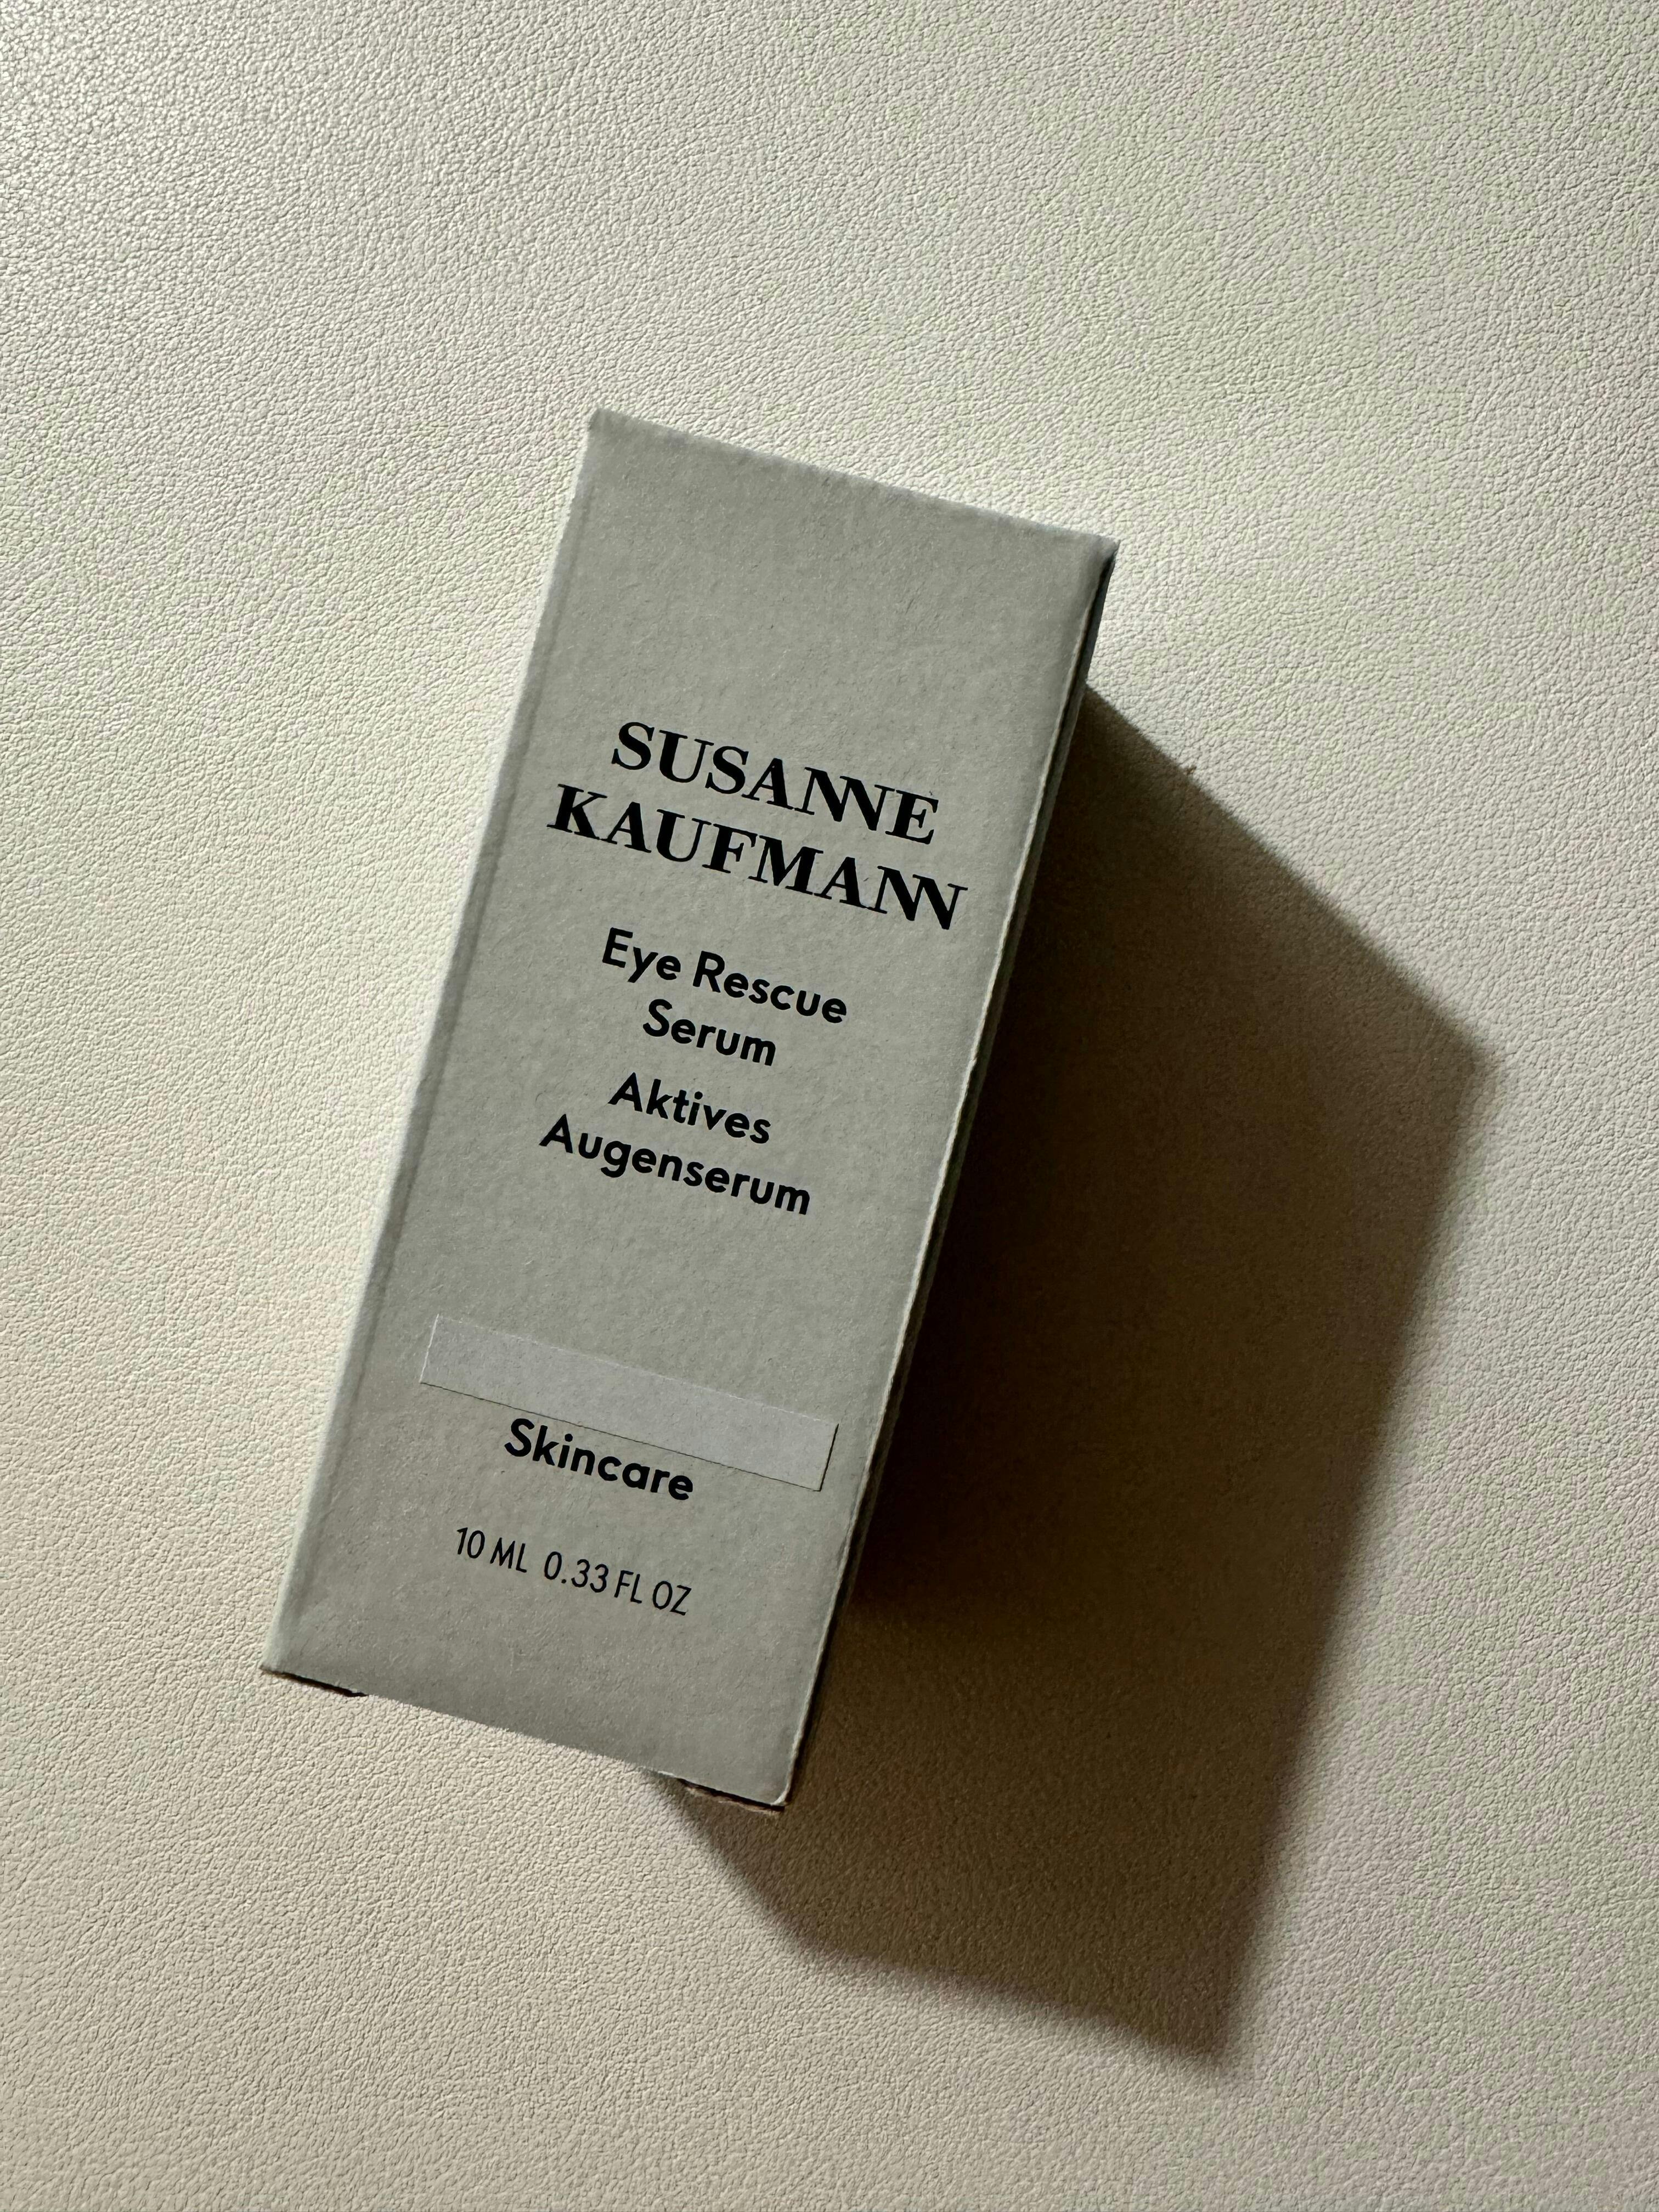 SUSANNE
KAUFMANN
Eye Rescue
Serum
Aktives
Augenserum
Skincare
10 ML 0.33 FL OZ